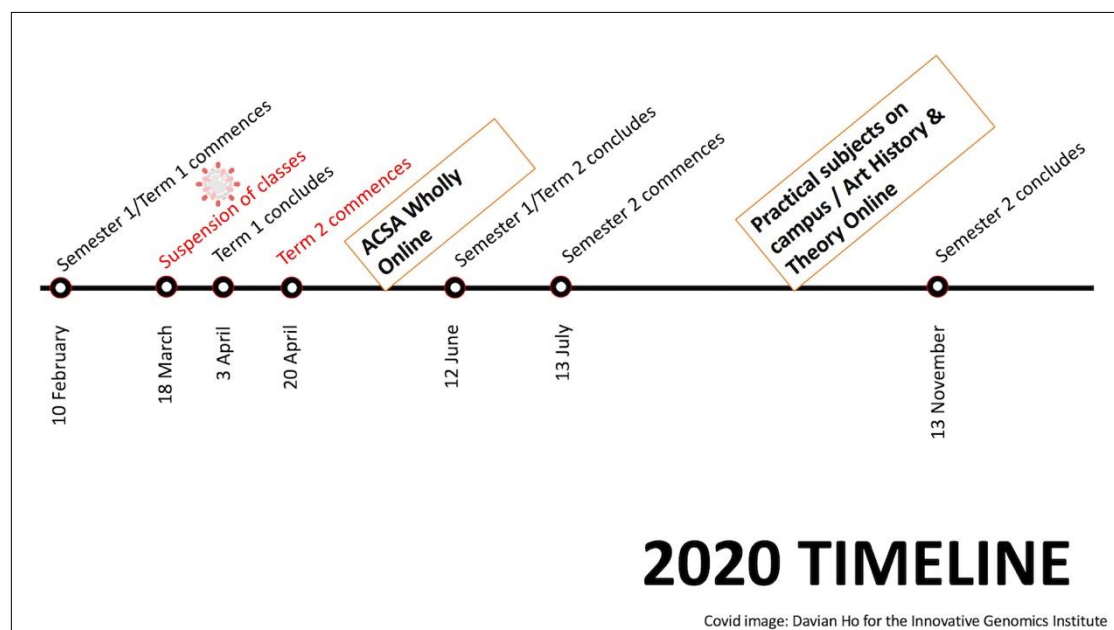 Semester 1/Term 1 commences
Suspension of classes
Term 1 concludes
Term 2 commences
ACSA Wholly
Online
Semester 1/Term 2 concludes
Semester 2 commences
Practical subjects on
campus / Art History &
Theory Online
Semester 2 concludes
10 February
18 March
3 April
20 April
12 June
13 July
13 November
2020 TIMELINE
Covid image: Davian Ho for the Innovative Genomics Institute